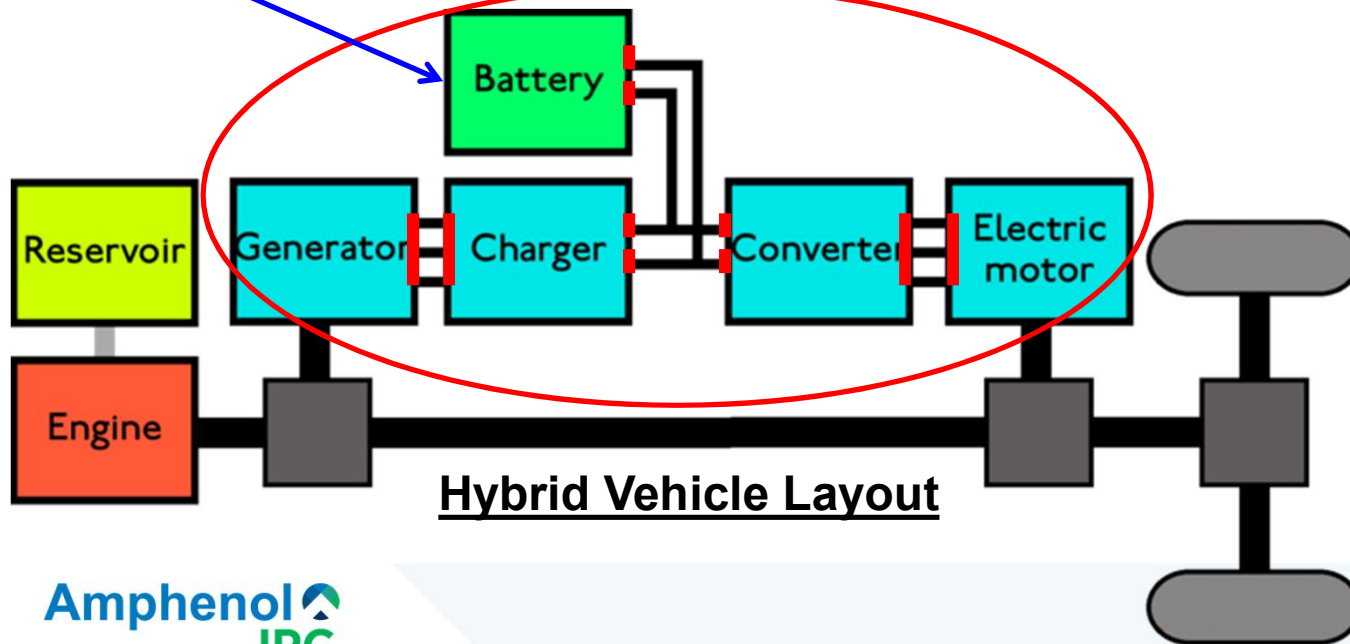 Battery
Reservoir
Generator
Charger
Converter
Electric
motor
Engine
Hybrid Vehicle Layout
Amphenol